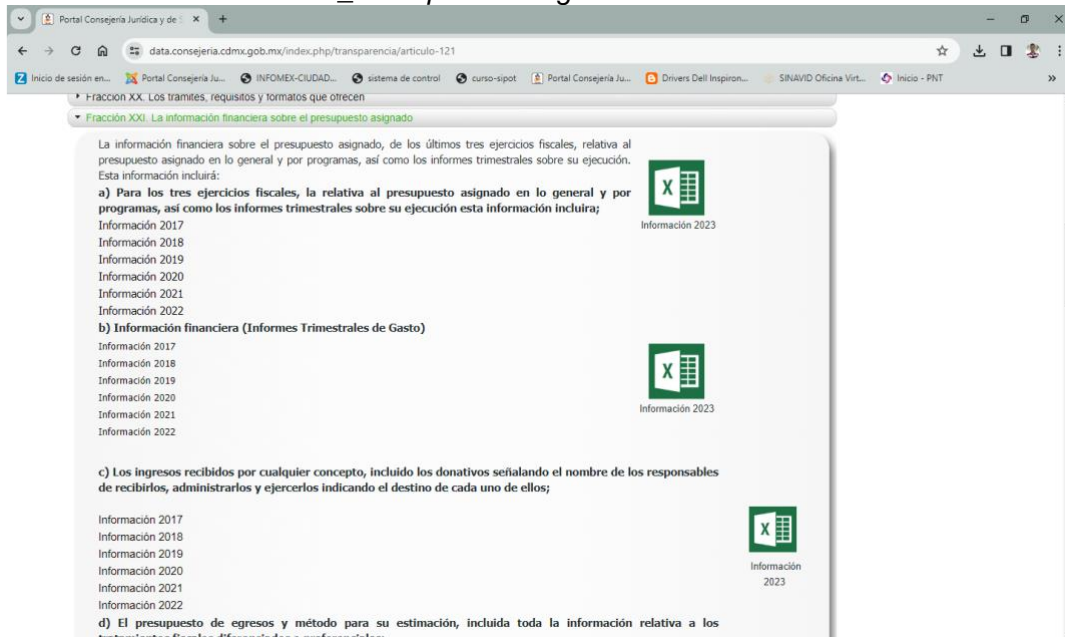 Portal Consejería Jurídica y de S
data.consejeria.cdmx.gob.mx/index.php/transparencia/articulo-121
Inicio de sesión en... Portal Consejería Ju... INFOMEX-CIUDAD... sistema de control curso-sipot Portal Consejería Ju... Drivers Dell Inspiron... SINAVID Oficina Virt... Inicio - PNT »
Fracción XX. Los trámites, requisitos y formatos que ofrecen
Fracción XXI. La información financiera sobre el presupuesto asignado
La información financiera sobre el presupuesto asignado, de los últimos tres ejercicios fiscales, relativa al
presupuesto asignado en lo general y por programas, así como los informes trimestrales sobre su ejecución.
Esta información incluirá:
a) Para los tres ejercicios fiscales, la relativa al presupuesto asignado en lo general y por
programas, así como los informes trimestrales sobre su ejecución esta información incluira;
Información 2017
Información 2023
Información 2018
Información 2019
Información 2020
Información 2021
Información 2022
b) Información financiera (Informes Trimestrales de Gasto)
Información 2017
Información 2018
Información 2019
Información 2020
Información 2023
Información 2021
Información 2022
c) Los ingresos recibidos por cualquier concepto, incluido los donativos señalando el nombre de los responsables
de recibirlos, administrarlos y ejercerlos indicando el destino de cada uno de ellos;
Información 2017
Información 2018
Información 2019
Información 2020
Información 2021
Información 2022
Información
2023
d) El presupuesto de egresos y método para su estimación, incluida toda la información relativa a los
tratamientos fiscales diferenciados o preferenciales;